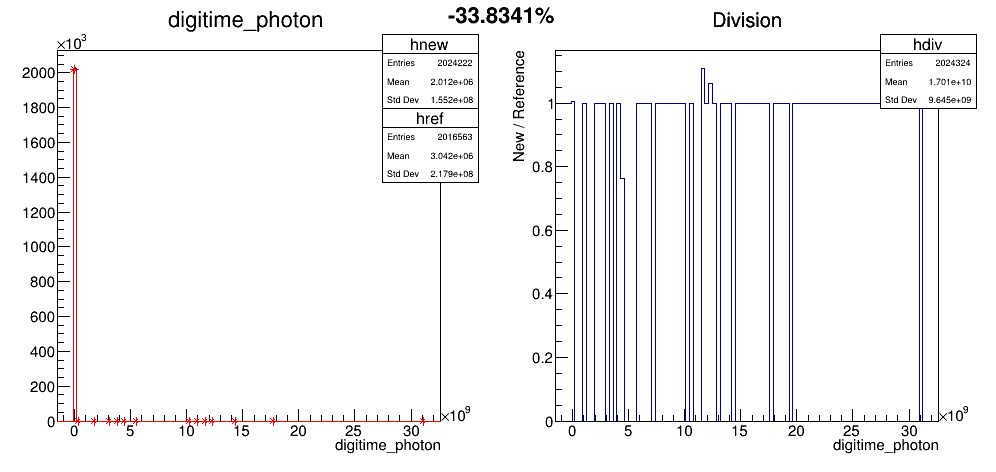 -33.8341%
digitime_photon
×10³
hnew
Entries 2024222
Mean 2.012e+06
Std Dev 1.552e+08
href
Entries 2016563
Mean 3.042e+06
Std Dev 2.179e+08
2000
1800
1600
1400
1200
1000
800
600
400
200
0
0 5 10 15 20 25 30
×10⁹
digitime_photon
Division
hdiv
Entries 2024324
Mean 1.701e+10
Std Dev 9.645e+09
New / Reference
1
0.8
0.6
0.4
0.2
0
0 5 10 15 20 25 30
×10⁹
digitime_photon